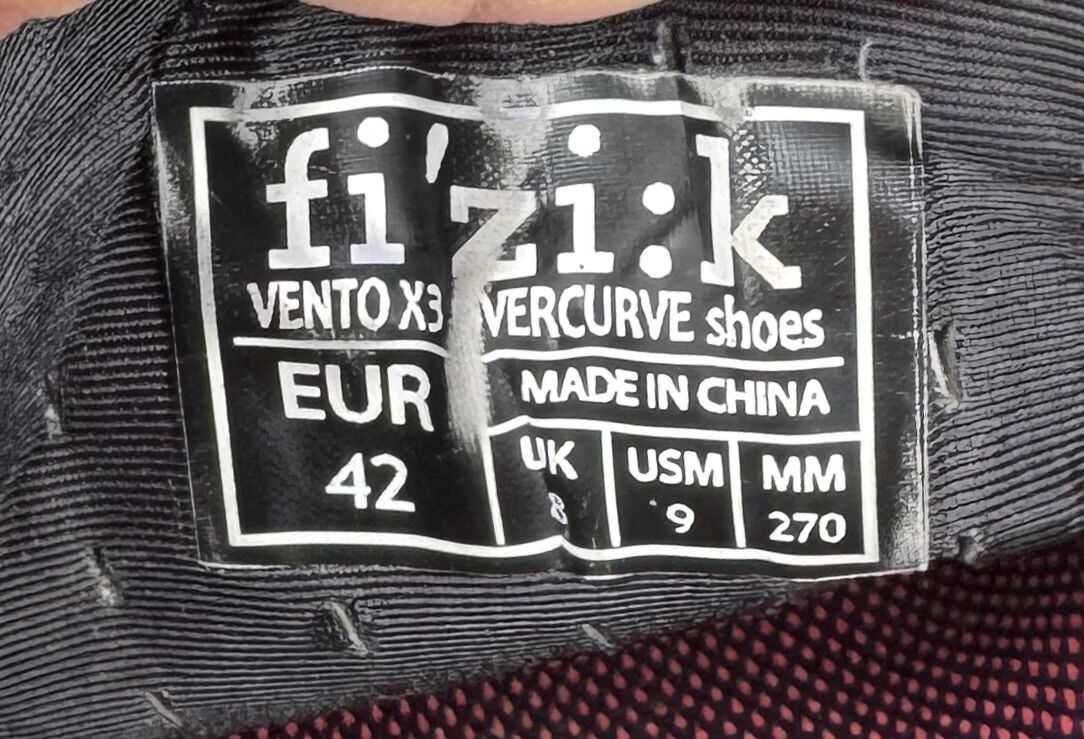 fi'zi:k
VENTO X3 VERCURVE shoes
EUR
42
MADE IN CHINA
UK USM MM
8 9 270